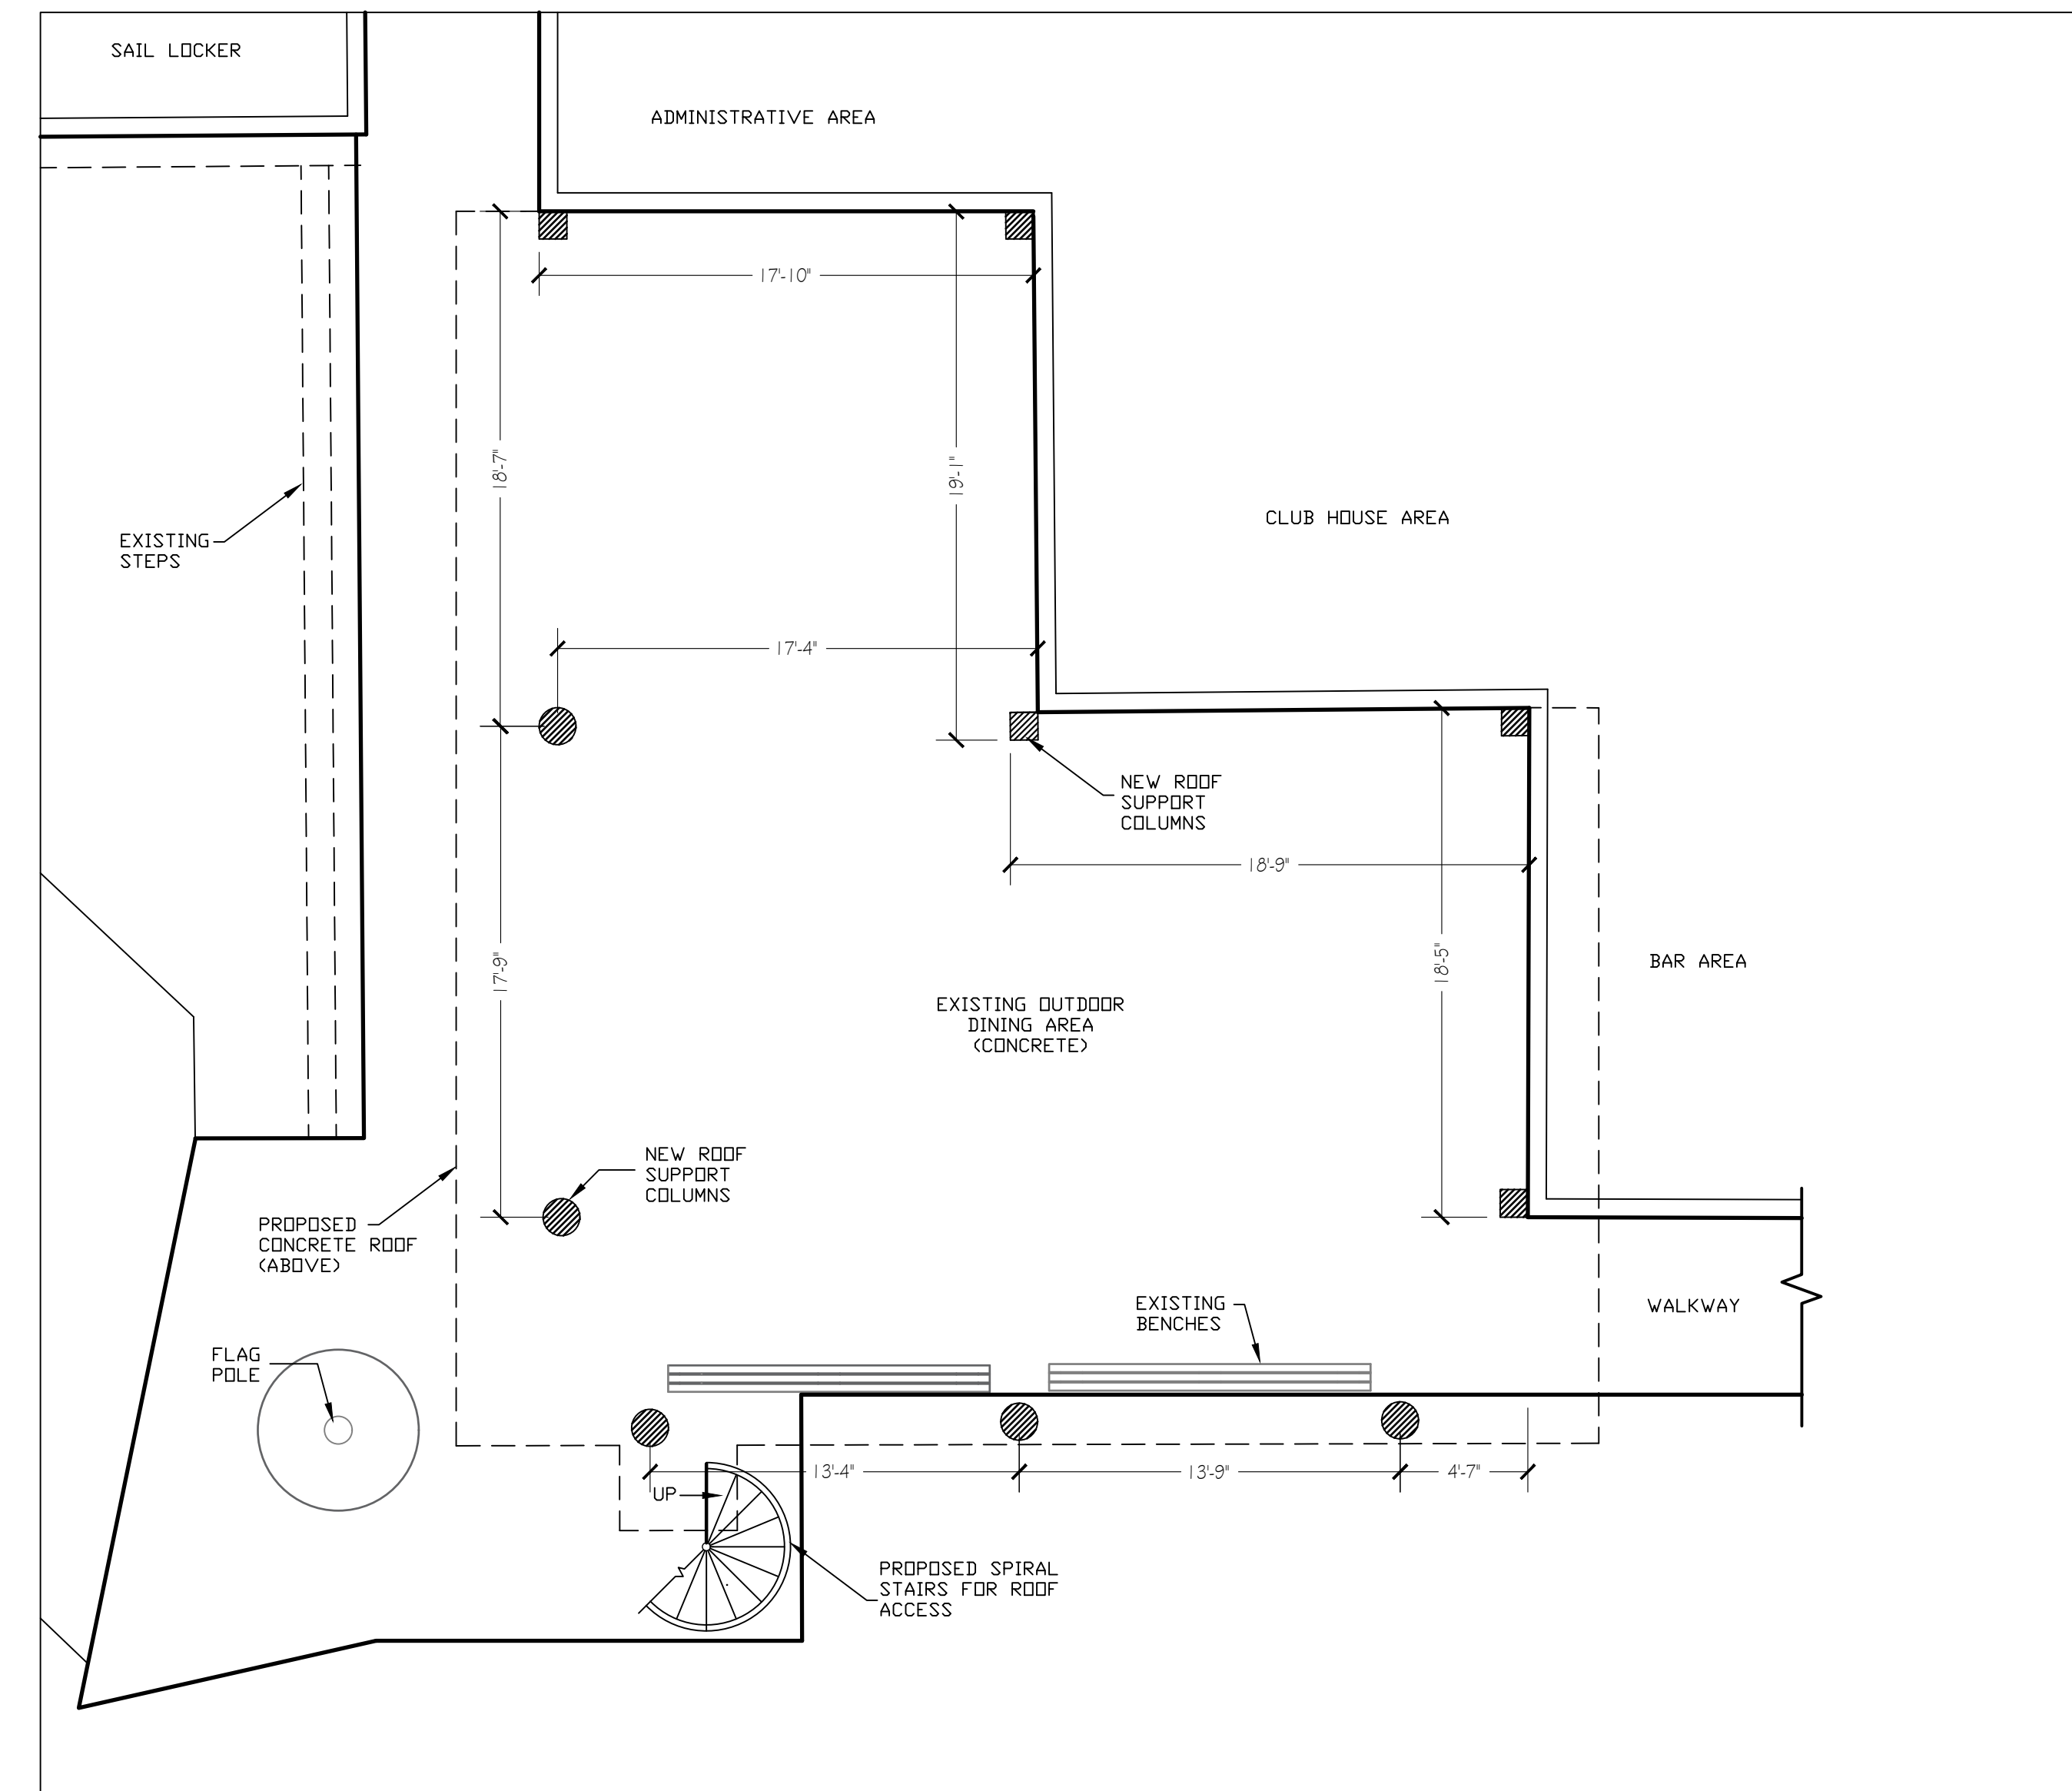 SAIL LOCKER
ADMINISTRATIVE AREA
17'-10"
18'-7"
19'-1"
EXISTING
STEPS
CLUB HOUSE AREA
17'-4"
NEW ROOF
SUPPORT
COLUMNS
18'-9"
17'-9"
18'-5"
BAR AREA
EXISTING OUTDOOR
DINING AREA
(CONCRETE)
NEW ROOF
SUPPORT
COLUMNS
PROPOSED
CONCRETE ROOF
(ABOVE)
EXISTING
BENCHES
WALKWAY
FLAG
POLE
13'-4"
13'-9"
4'-7"
UP
PROPOSED SPIRAL
STAIRS FOR ROOF
ACCESS